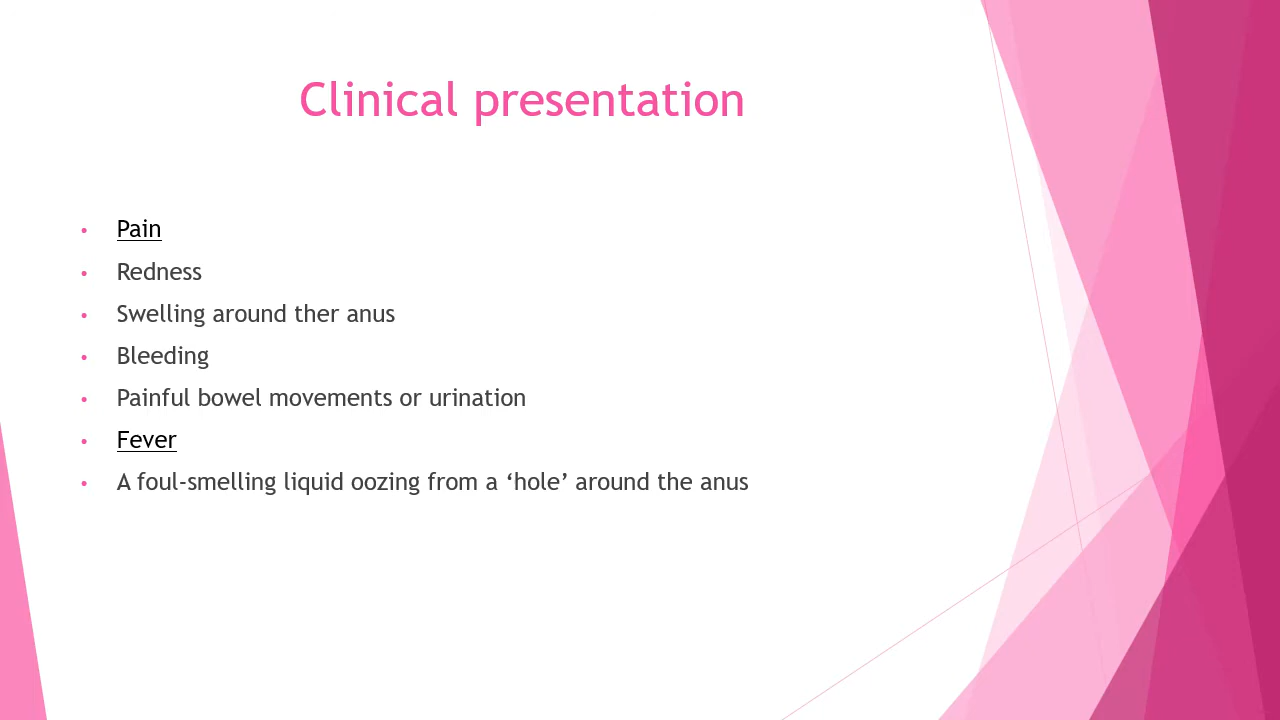 Clinical presentation
• Pain
• Redness
• Swelling around ther anus
• Bleeding
• Painful bowel movements or urination
• Fever
• A foul-smelling liquid oozing from a ‘hole’ around the anus